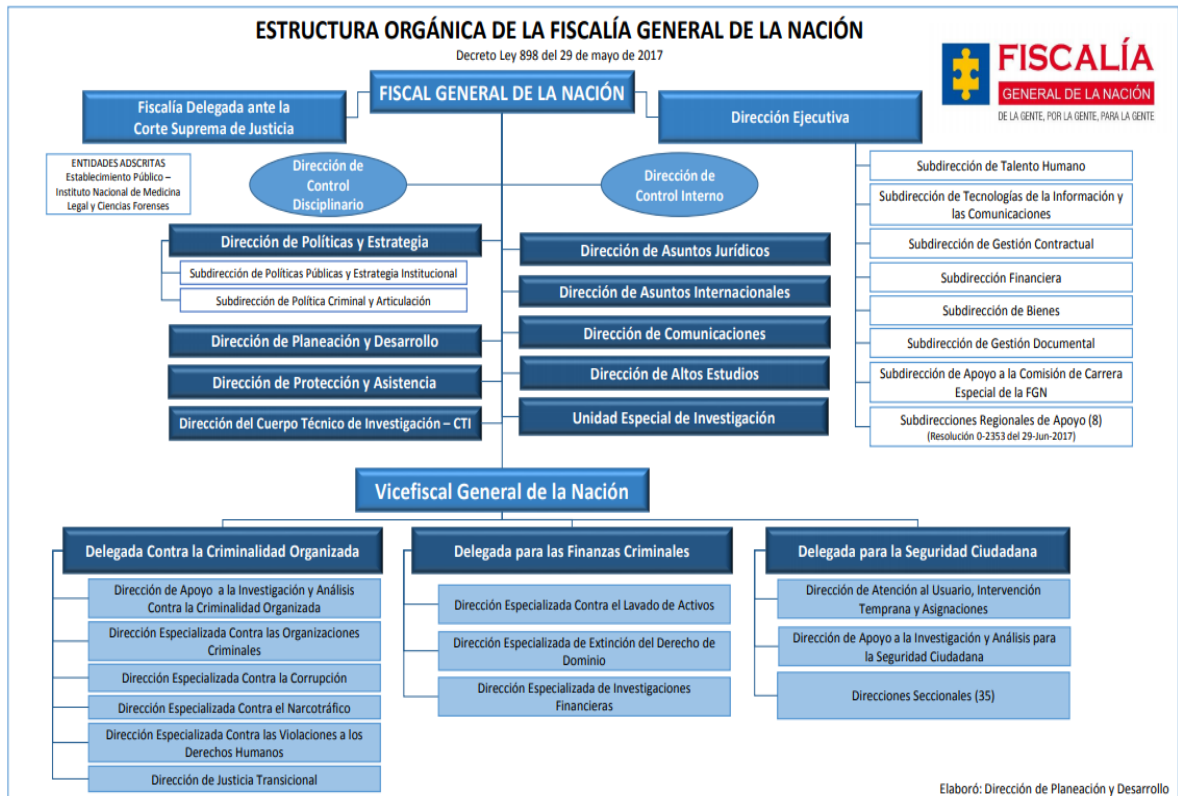 ESTRUCTURA ORGÁNICA DE LA FISCALÍA GENERAL DE LA NACIÓN
Decreto Ley 898 del 29 de mayo de 2017
FISCALÍA
GENERAL DE LA NACIÓN
DE LA GENTE, POR LA GENTE, PARA LA GENTE
FISCAL GENERAL DE LA NACIÓN
Fiscalía Delegada ante la
Corte Suprema de Justicia
Dirección Ejecutiva
ENTIDADES ADSCRITAS
Establecimiento Público –
Instituto Nacional de Medicina
Legal y Ciencias Forenses
Dirección de
Control
Disciplinario
Dirección de
Control Interno
Subdirección de Talento Humano
Subdirección de Tecnologías de la Información y
las Comunicaciones
Subdirección de Gestión Contractual
Subdirección Financiera
Subdirección de Bienes
Subdirección de Gestión Documental
Subdirección de Apoyo a la Comisión de Carrera
Especial de la FGN
Subdirecciones Regionales de Apoyo (8)
(Resolución 0-2353 del 29-Jun-2017)
Dirección de Políticas y Estrategia
Subdirección de Políticas Públicas y Estrategia Institucional
Subdirección de Política Criminal y Articulación
Dirección de Planeación y Desarrollo
Dirección de Protección y Asistencia
Dirección del Cuerpo Técnico de Investigación – CTI
Dirección de Asuntos Jurídicos
Dirección de Asuntos Internacionales
Dirección de Comunicaciones
Dirección de Altos Estudios
Unidad Especial de Investigación
Vicefiscal General de la Nación
Delegada Contra la Criminalidad Organizada
Dirección de Apoyo a la Investigación y Análisis
Contra la Criminalidad Organizada
Dirección Especializada Contra las Organizaciones
Criminales
Dirección Especializada Contra la Corrupción
Dirección Especializada Contra el Narcotráfico
Dirección Especializada Contra las Violaciones a los
Derechos Humanos
Dirección de Justicia Transicional
Delegada para las Finanzas Criminales
Dirección Especializada Contra el Lavado de Activos
Dirección Especializada de Extinción del Derecho de
Dominio
Dirección Especializada de Investigaciones
Financieras
Delegada para la Seguridad Ciudadana
Dirección de Atención al Usuario, Intervención
Temprana y Asignaciones
Dirección de Apoyo a la Investigación y Análisis para
la Seguridad Ciudadana
Direcciones Seccionales (35)
Elaboró: Dirección de Planeación y Desarrollo